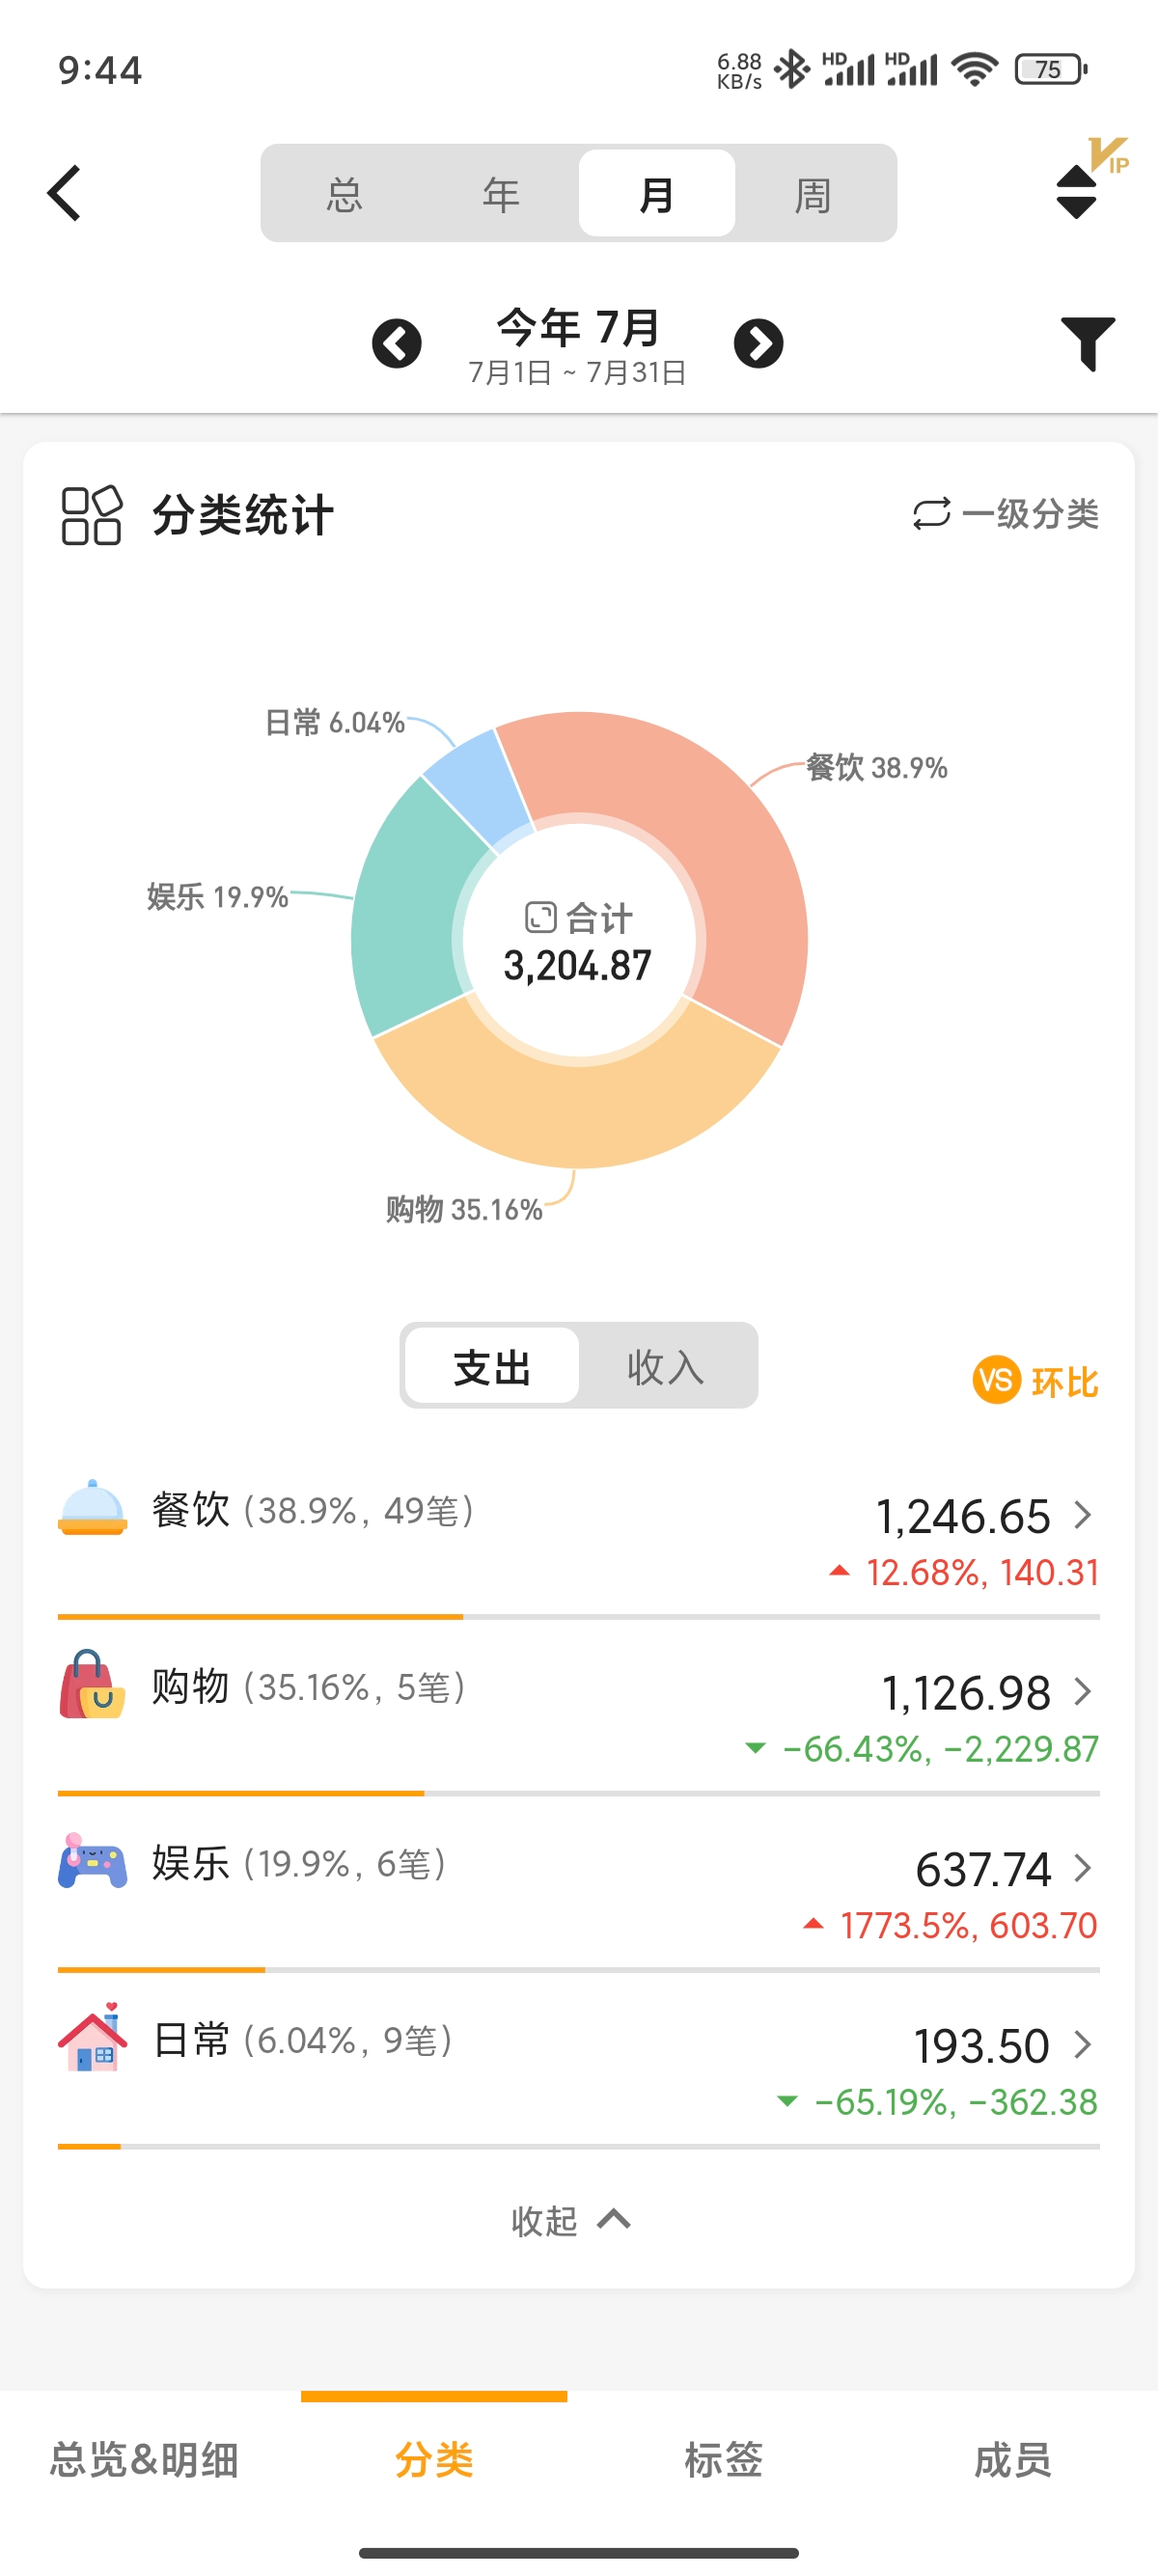 9:44 6.88 KB/s HD HD 75
总 年 月 周 VIP
今年 7月
7月1日 ~ 7月31日
分类统计 一级分类
日常 6.04%
餐饮 38.9%
娱乐 19.9%
合计
3,204.87
购物 35.16%
支出 收入 VS 环比
餐饮 (38.9%, 49笔) 1,246.65
12.68%, 140.31
购物 (35.16%, 5笔) 1,126.98
-66.43%, -2,229.87
娱乐 (19.9%, 6笔) 637.74
1773.5%, 603.70
日常 (6.04%, 9笔) 193.50
-65.19%, -362.38
收起
总览&明细 分类 标签 成员